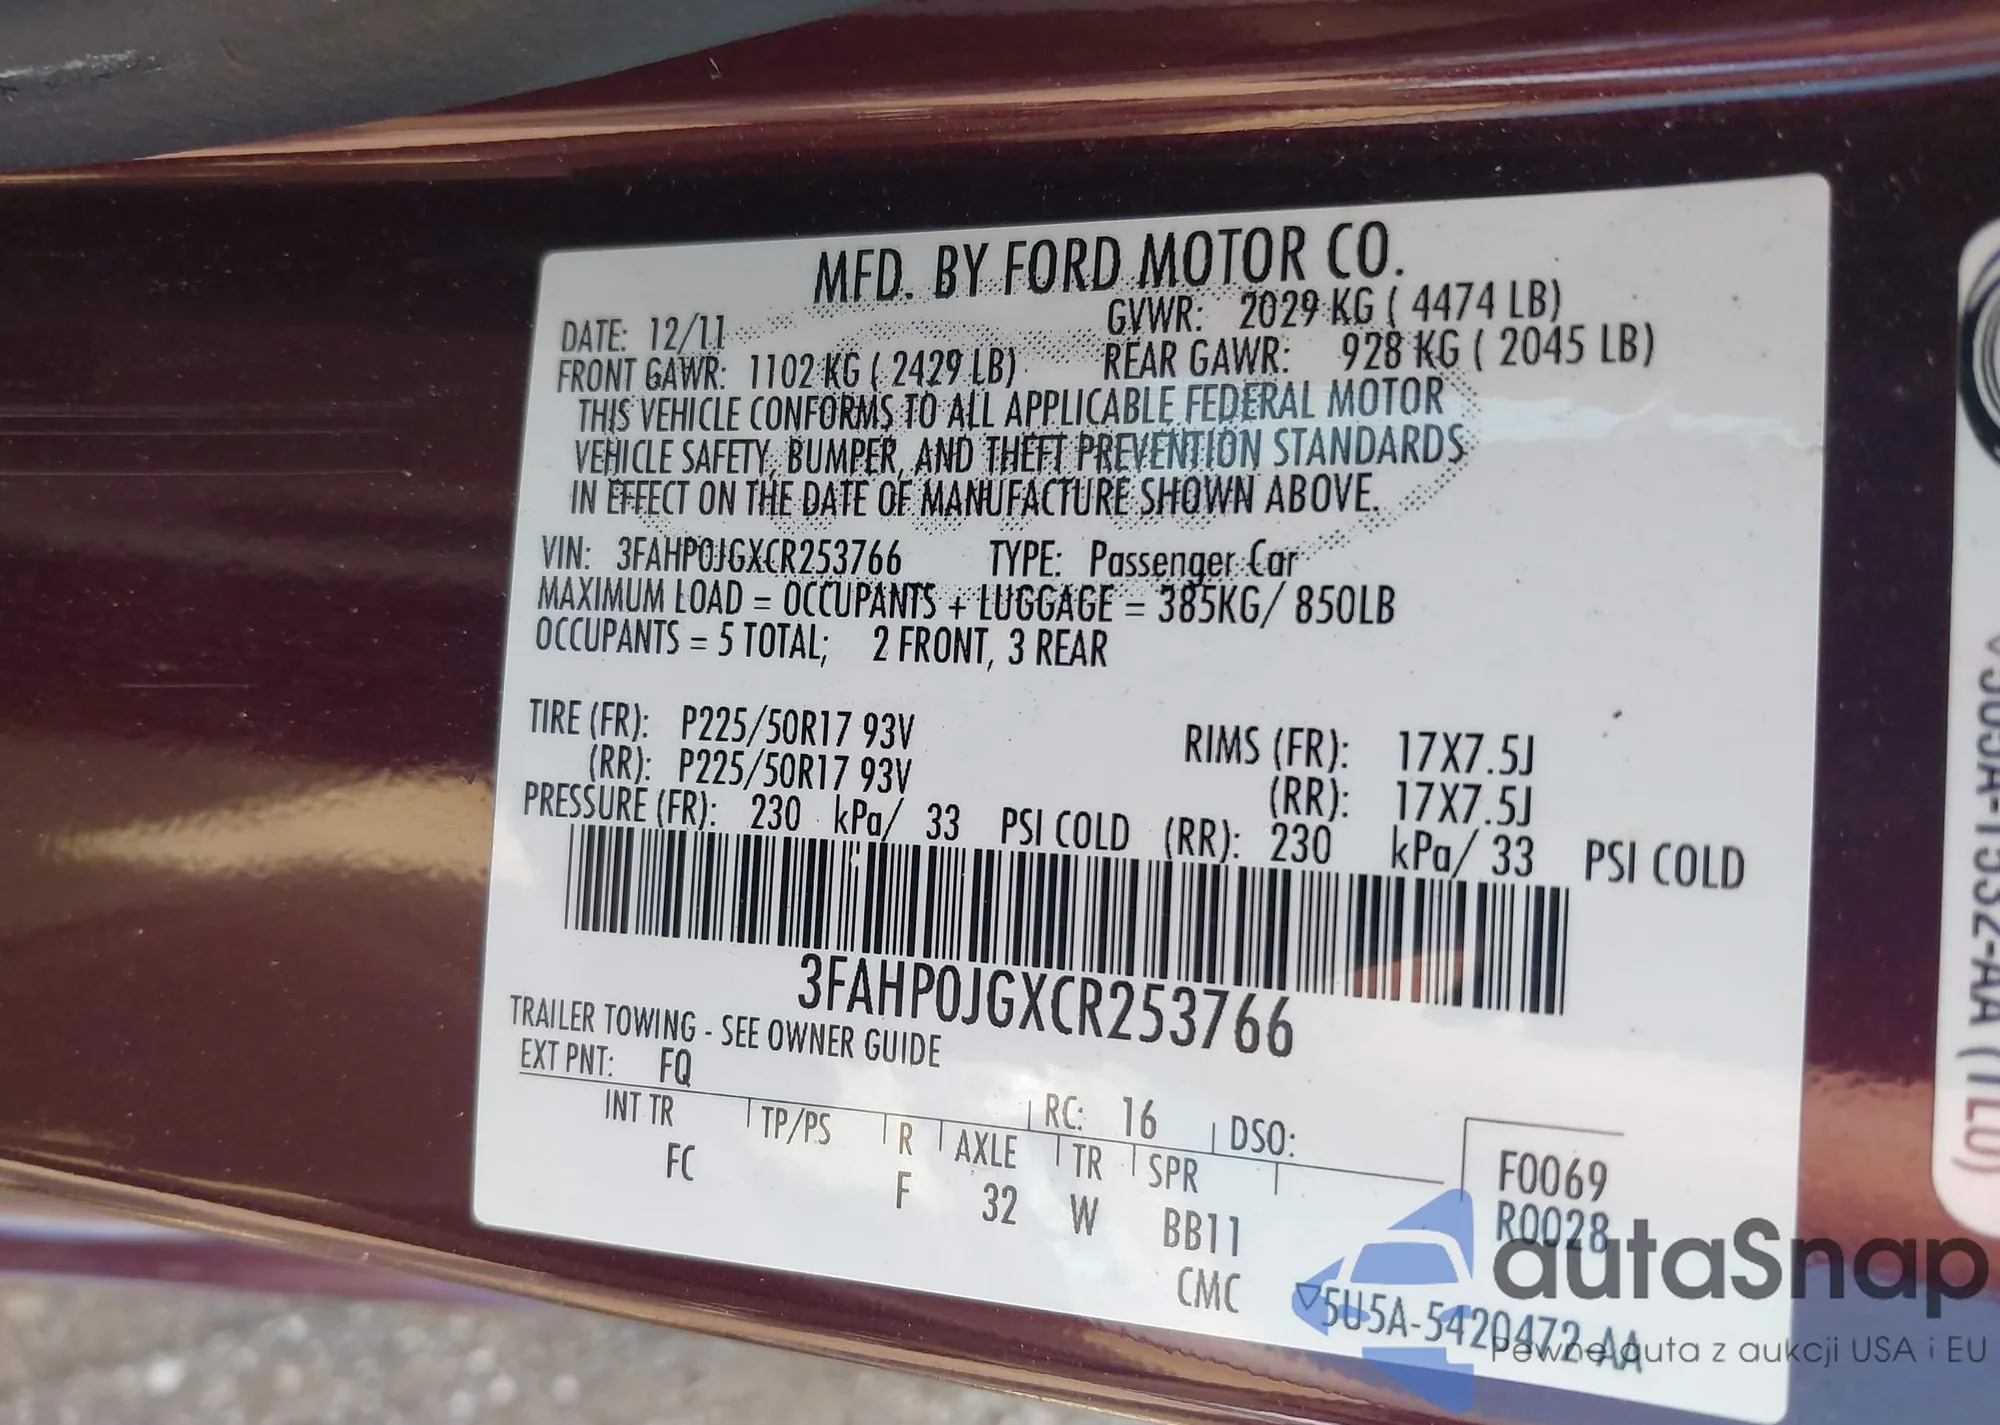 MFD. BY FORD MOTOR CO.
DATE: 12/11 GVWR: 2029 KG ( 4474 LB)
FRONT GAWR: 1102 KG ( 2429 LB) REAR GAWR: 928 KG ( 2045 LB)
THIS VEHICLE CONFORMS TO ALL APPLICABLE FEDERAL MOTOR
VEHICLE SAFETY, BUMPER, AND THEFT PREVENTION STANDARDS
IN EFFECT ON THE DATE OF MANUFACTURE SHOWN ABOVE.
VIN: 3FAHP0JGXCR253766 TYPE: Passenger Car
MAXIMUM LOAD = OCCUPANTS + LUGGAGE = 385KG/ 850LB
OCCUPANTS = 5 TOTAL; 2 FRONT, 3 REAR
TIRE (FR): P225/50R17 93V RIMS (FR): 17X7.5J
(RR): P225/50R17 93V (RR): 17X7.5J
PRESSURE (FR): 230 kPa/ 33 PSI COLD (RR): 230 kPa/ 33 PSI COLD
3FAHP0JGXCR253766
TRAILER TOWING - SEE OWNER GUIDE
EXT PNT: FQ RC: 16 DSO:
INT TR TP/PS R AXLE TR SPR F0069
FC F 32 W BB11 R0028
CMC
▽5U5A-5420472-AA
autaSnap
Pewne auta z aukcji USA i EU